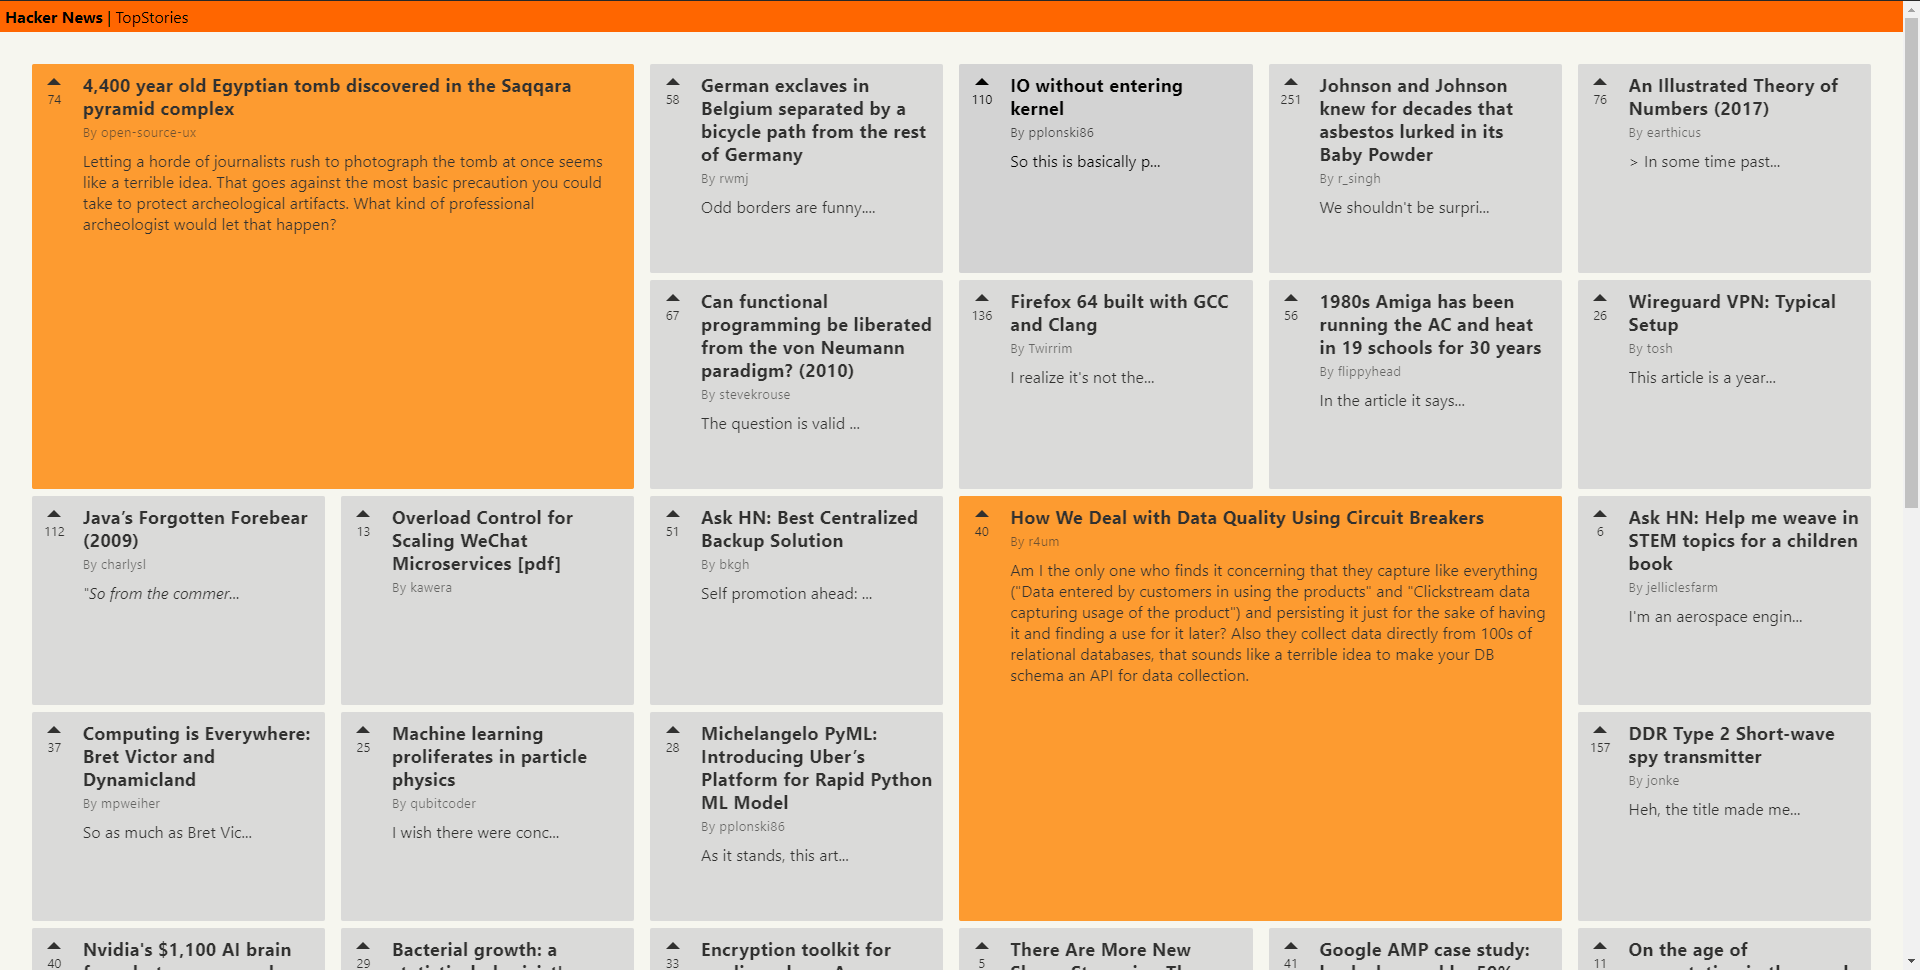 Hacker News | TopStories
74
4,400 year old Egyptian tomb discovered in the Saqqara
pyramid complex
By open-source-ux
Letting a horde of journalists rush to photograph the tomb at once seems
like a terrible idea. That goes against the most basic precaution you could
take to protect archeological artifacts. What kind of professional
archeologist would let that happen?
58
German exclaves in
Belgium separated by a
bicycle path from the rest
of Germany
By rwmj
Odd borders are funny....
110
IO without entering
kernel
By pplonski86
So this is basically p...
251
Johnson and Johnson
knew for decades that
asbestos lurked in its
Baby Powder
By r_singh
We shouldn't be surpri...
76
An Illustrated Theory of
Numbers (2017)
By earthicus
> In some time past...
67
Can functional
programming be liberated
from the von Neumann
paradigm? (2010)
By stevekrouse
The question is valid ...
136
Firefox 64 built with GCC
and Clang
By Twirrim
I realize it's not the...
56
1980s Amiga has been
running the AC and heat
in 19 schools for 30 years
By flippyhead
In the article it says...
26
Wireguard VPN: Typical
Setup
By tosh
This article is a year...
112
Java’s Forgotten Forebear
(2009)
By charlysl
"So from the commer...
13
Overload Control for
Scaling WeChat
Microservices [pdf]
By kawera
51
Ask HN: Best Centralized
Backup Solution
By bkgh
Self promotion ahead: ...
40
How We Deal with Data Quality Using Circuit Breakers
By r4um
Am I the only one who finds it concerning that they capture like everything
("Data entered by customers in using the products" and "Clickstream data
capturing usage of the product") and persisting it just for the sake of having
it and finding a use for it later? Also they collect data directly from 100s of
relational databases, that sounds like a terrible idea to make your DB
schema an API for data collection.
6
Ask HN: Help me weave in
STEM topics for a children
book
By jelliclesfarm
I'm an aerospace engin...
37
Computing is Everywhere:
Bret Victor and
Dynamicland
By mpweiher
So as much as Bret Vic...
25
Machine learning
proliferates in particle
physics
By qubitcoder
I wish there were conc...
28
Michelangelo PyML:
Introducing Uber’s
Platform for Rapid Python
ML Model
By pplonski86
As it stands, this art...
157
DDR Type 2 Short-wave
spy transmitter
By jonke
Heh, the title made me...
40
Nvidia's $1,100 AI brain
29
Bacterial growth: a
33
Encryption toolkit for
5
There Are More New
41
Google AMP case study:
11
On the age of